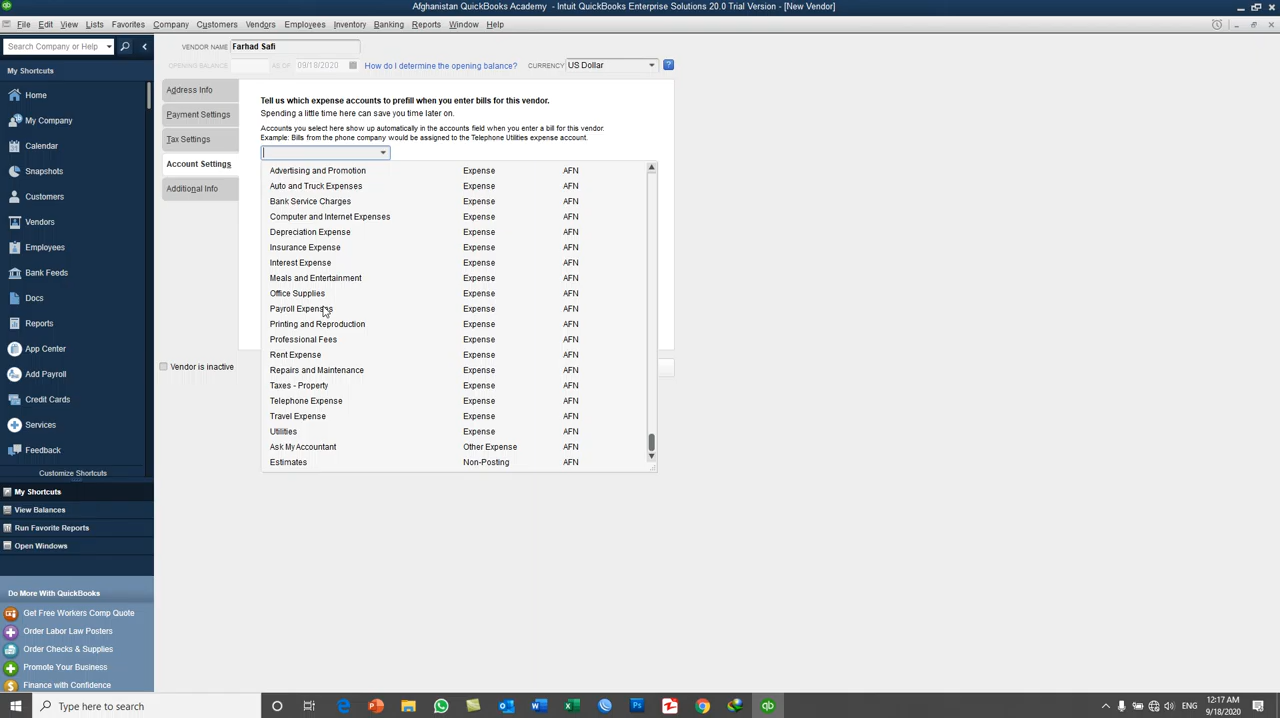 Afghanistan QuickBooks Academy - Intuit QuickBooks Enterprise Solutions 20.0 Trial Version - [New Vendor]
File Edit View Lists Favorites Company Customers Vendors Employees Inventory Banking Reports Window Help
Search Company or Help
My Shortcuts
Home
My Company
Calendar
Snapshots
Customers
Vendors
Employees
Bank Feeds
Docs
Reports
App Center
Add Payroll
Credit Cards
Services
Feedback
Customize Shortcuts
My Shortcuts
View Balances
Run Favorite Reports
Open Windows
Do More With QuickBooks
Get Free Workers Comp Quote
Order Labor Law Posters
Order Checks & Supplies
Promote Your Business
Finance with Confidence
VENDOR NAME Farhad Safi
OPENING BALANCE AS OF 09/18/2020 How do I determine the opening balance? CURRENCY US Dollar ?
Address Info
Payment Settings
Tax Settings
Account Settings
Additional Info
Tell us which expense accounts to prefill when you enter bills for this vendor.
Spending a little time here can save you time later on.
Accounts you select here show up automatically in the accounts field when you enter a bill for this vendor.
Example: Bills from the phone company would be assigned to the Telephone Utilities expense account.
Advertising and Promotion Expense AFN
Auto and Truck Expenses Expense AFN
Bank Service Charges Expense AFN
Computer and Internet Expenses Expense AFN
Depreciation Expense Expense AFN
Insurance Expense Expense AFN
Interest Expense Expense AFN
Meals and Entertainment Expense AFN
Office Supplies Expense AFN
Payroll Expenses Expense AFN
Printing and Reproduction Expense AFN
Professional Fees Expense AFN
Rent Expense Expense AFN
Repairs and Maintenance Expense AFN
Taxes - Property Expense AFN
Telephone Expense Expense AFN
Travel Expense Expense AFN
Utilities Expense AFN
Ask My Accountant Other Expense AFN
Estimates Non-Posting AFN
Vendor is inactive
Type here to search
ENG
12:17 AM
9/18/2020